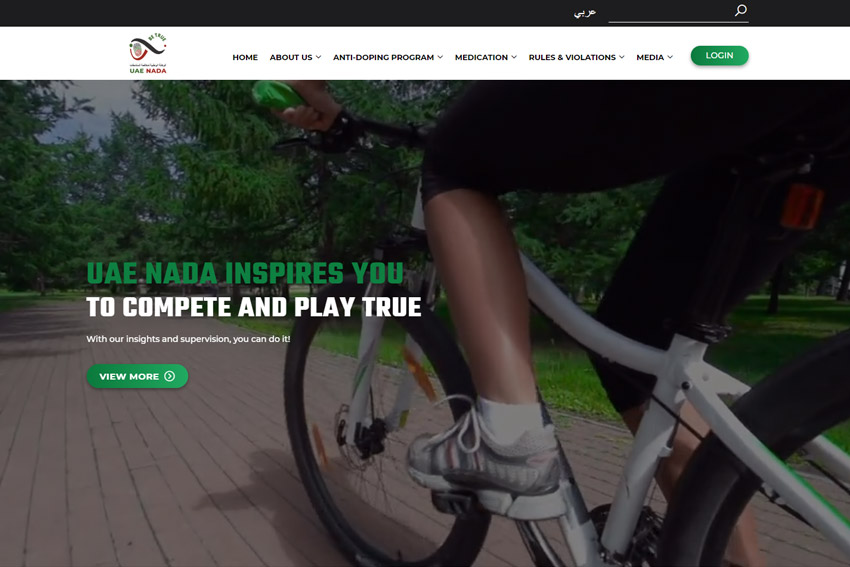 عربي
BE TRUE
UAE NADA
HOME
ABOUT US
ANTI-DOPING PROGRAM
MEDICATION
RULES & VIOLATIONS
MEDIA
LOGIN
UAE NADA INSPIRES YOU
TO COMPETE AND PLAY TRUE
With our insights and supervision, you can do it!
VIEW MORE